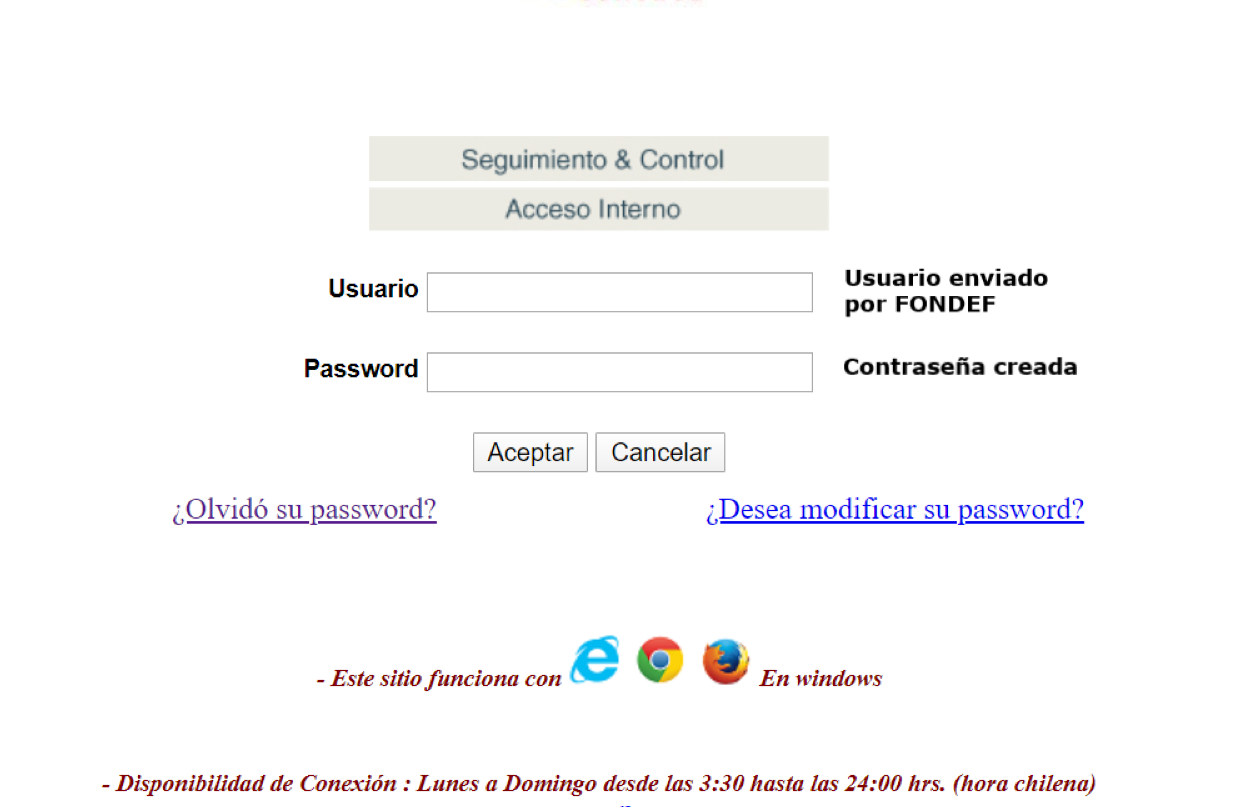 Seguimiento & Control
Acceso Interno
Usuario
Usuario enviado
por FONDEF
Password
Contraseña creada
Aceptar Cancelar
¿Olvidó su password? ¿Desea modificar su password?
- Este sitio funciona con En windows
- Disponibilidad de Conexión : Lunes a Domingo desde las 3:30 hasta las 24:00 hrs. (hora chilena)